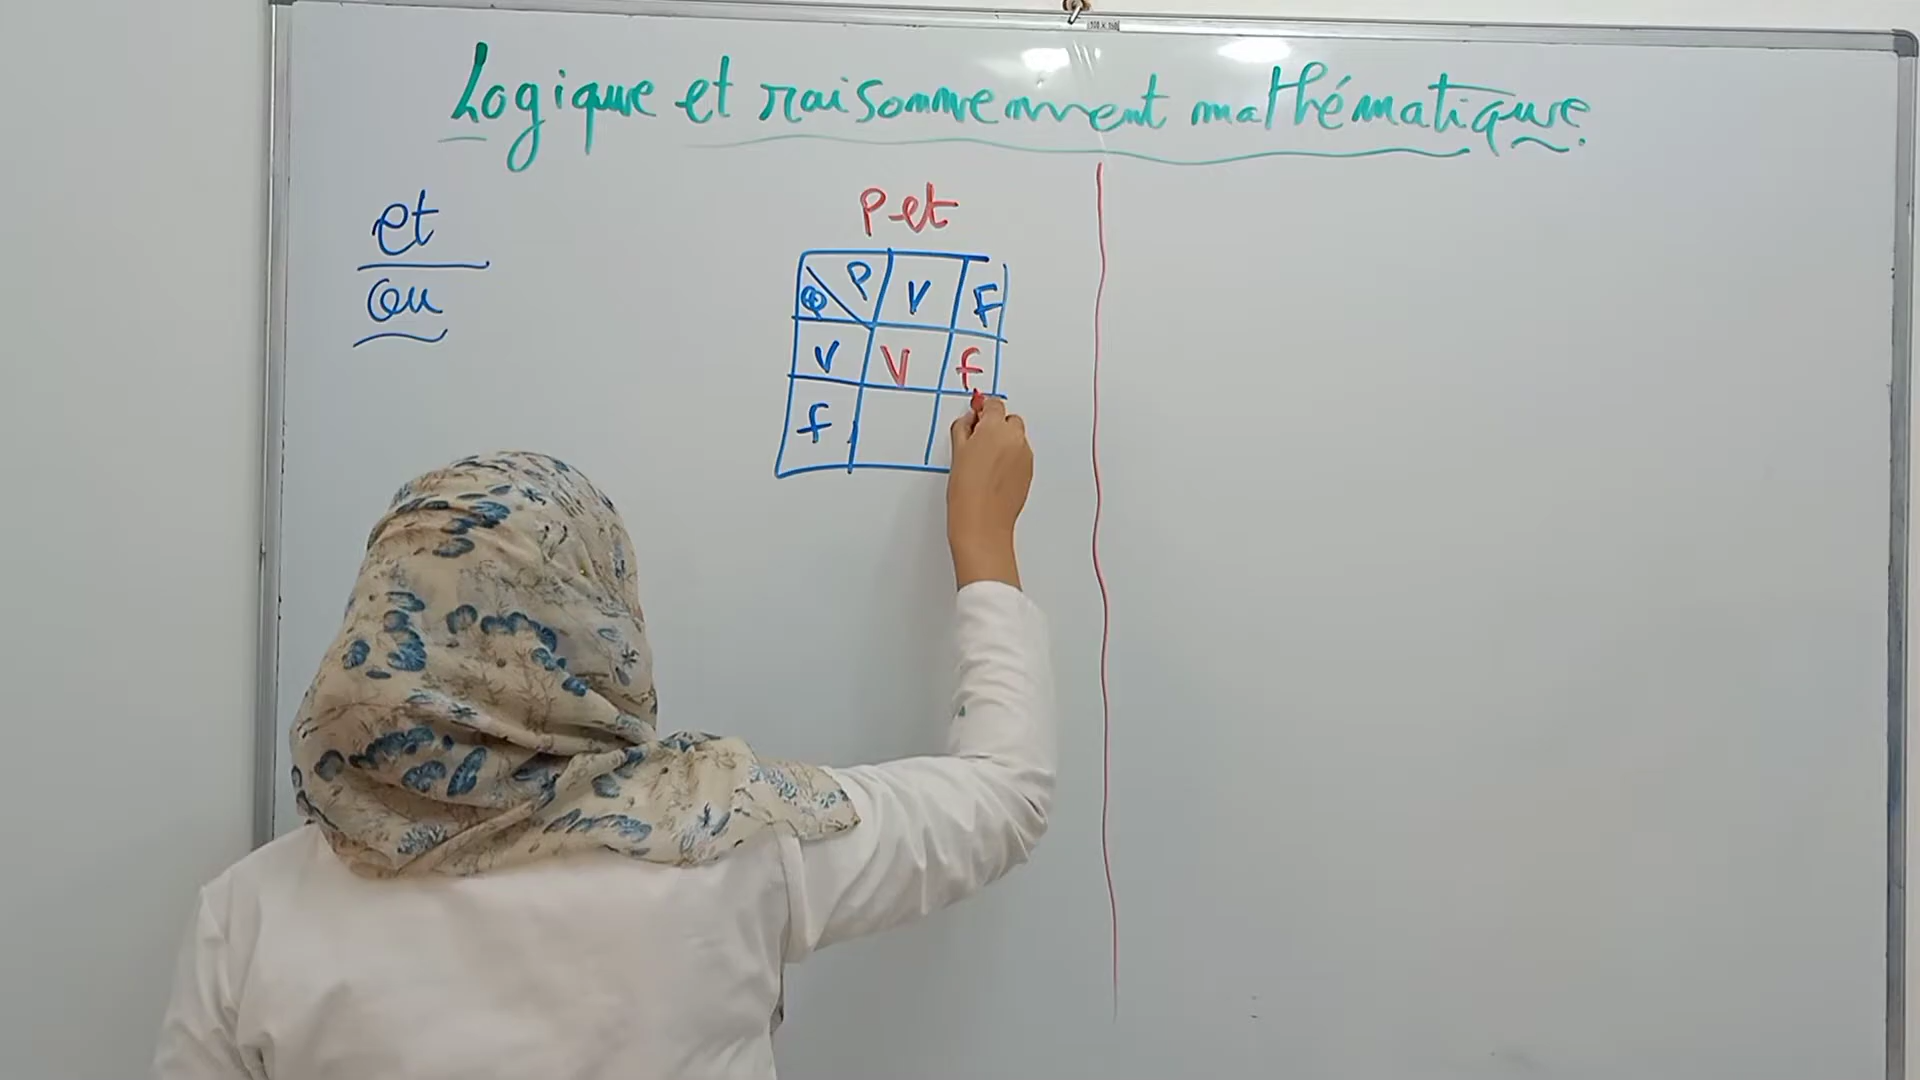 Logique et raisonnement mathématique.
et
ou
P et
Q P V F
V V f
f